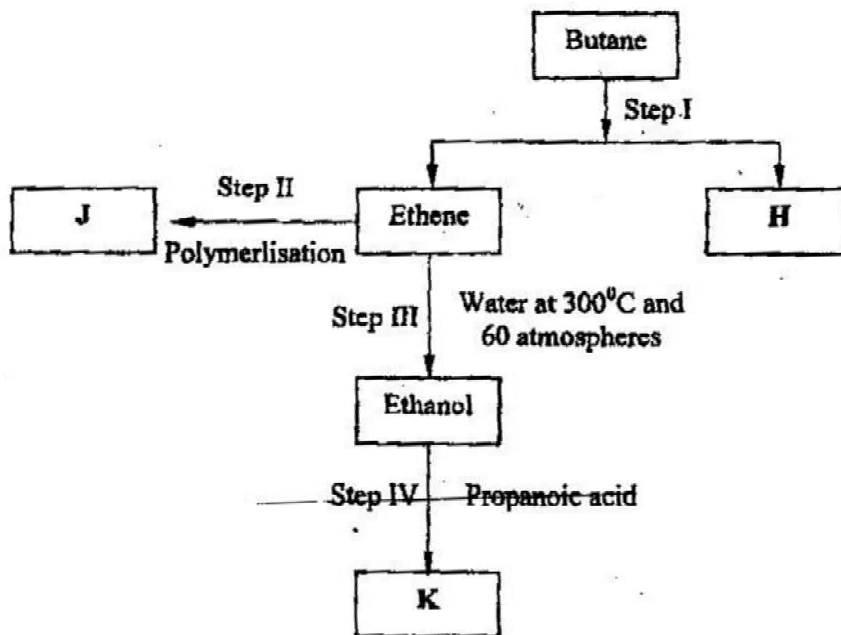 Butane
Step I
Step II
J
Ethene
H
Polymerlisation
Step III
Water at 300⁰C and
60 atmospheres
Ethanol
Step IV
Propanoic acid
K